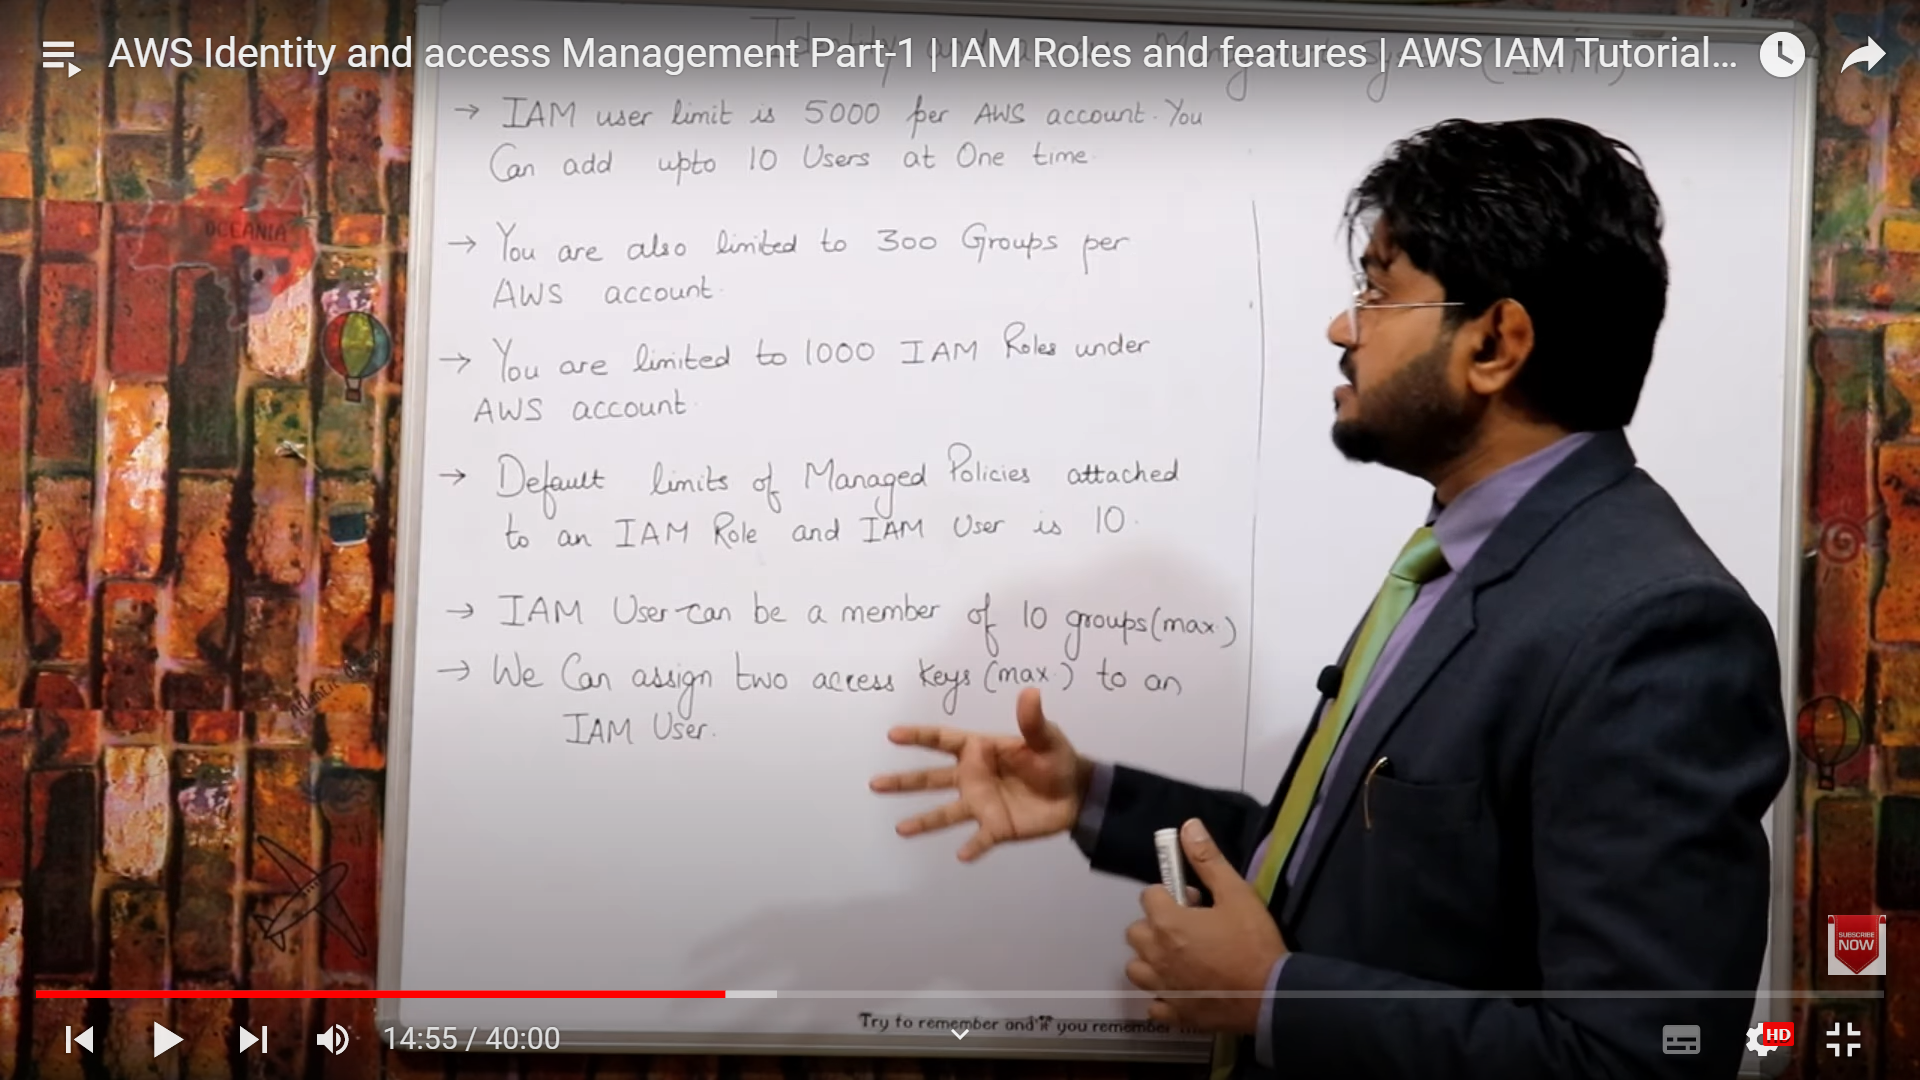 AWS Identity and access Management Part-1 | IAM Roles and features | AWS IAM Tutorial...
→ IAM user limit is 5000 per AWS account. You
Can add upto 10 Users at One time.
→ You are also limited to 300 Groups per
AWS account.
→ You are limited to 1000 IAM Roles under
AWS account.
→ Default limits of Managed Policies attached
to an IAM Role and IAM User is 10.
→ IAM User can be a member of 10 groups (max.)
→ We Can assign two access keys (max.) to an
IAM User.
OCEANIA
SUBSCRIBE
NOW
14:55 / 40:00
Try to remember and if you remember
HD